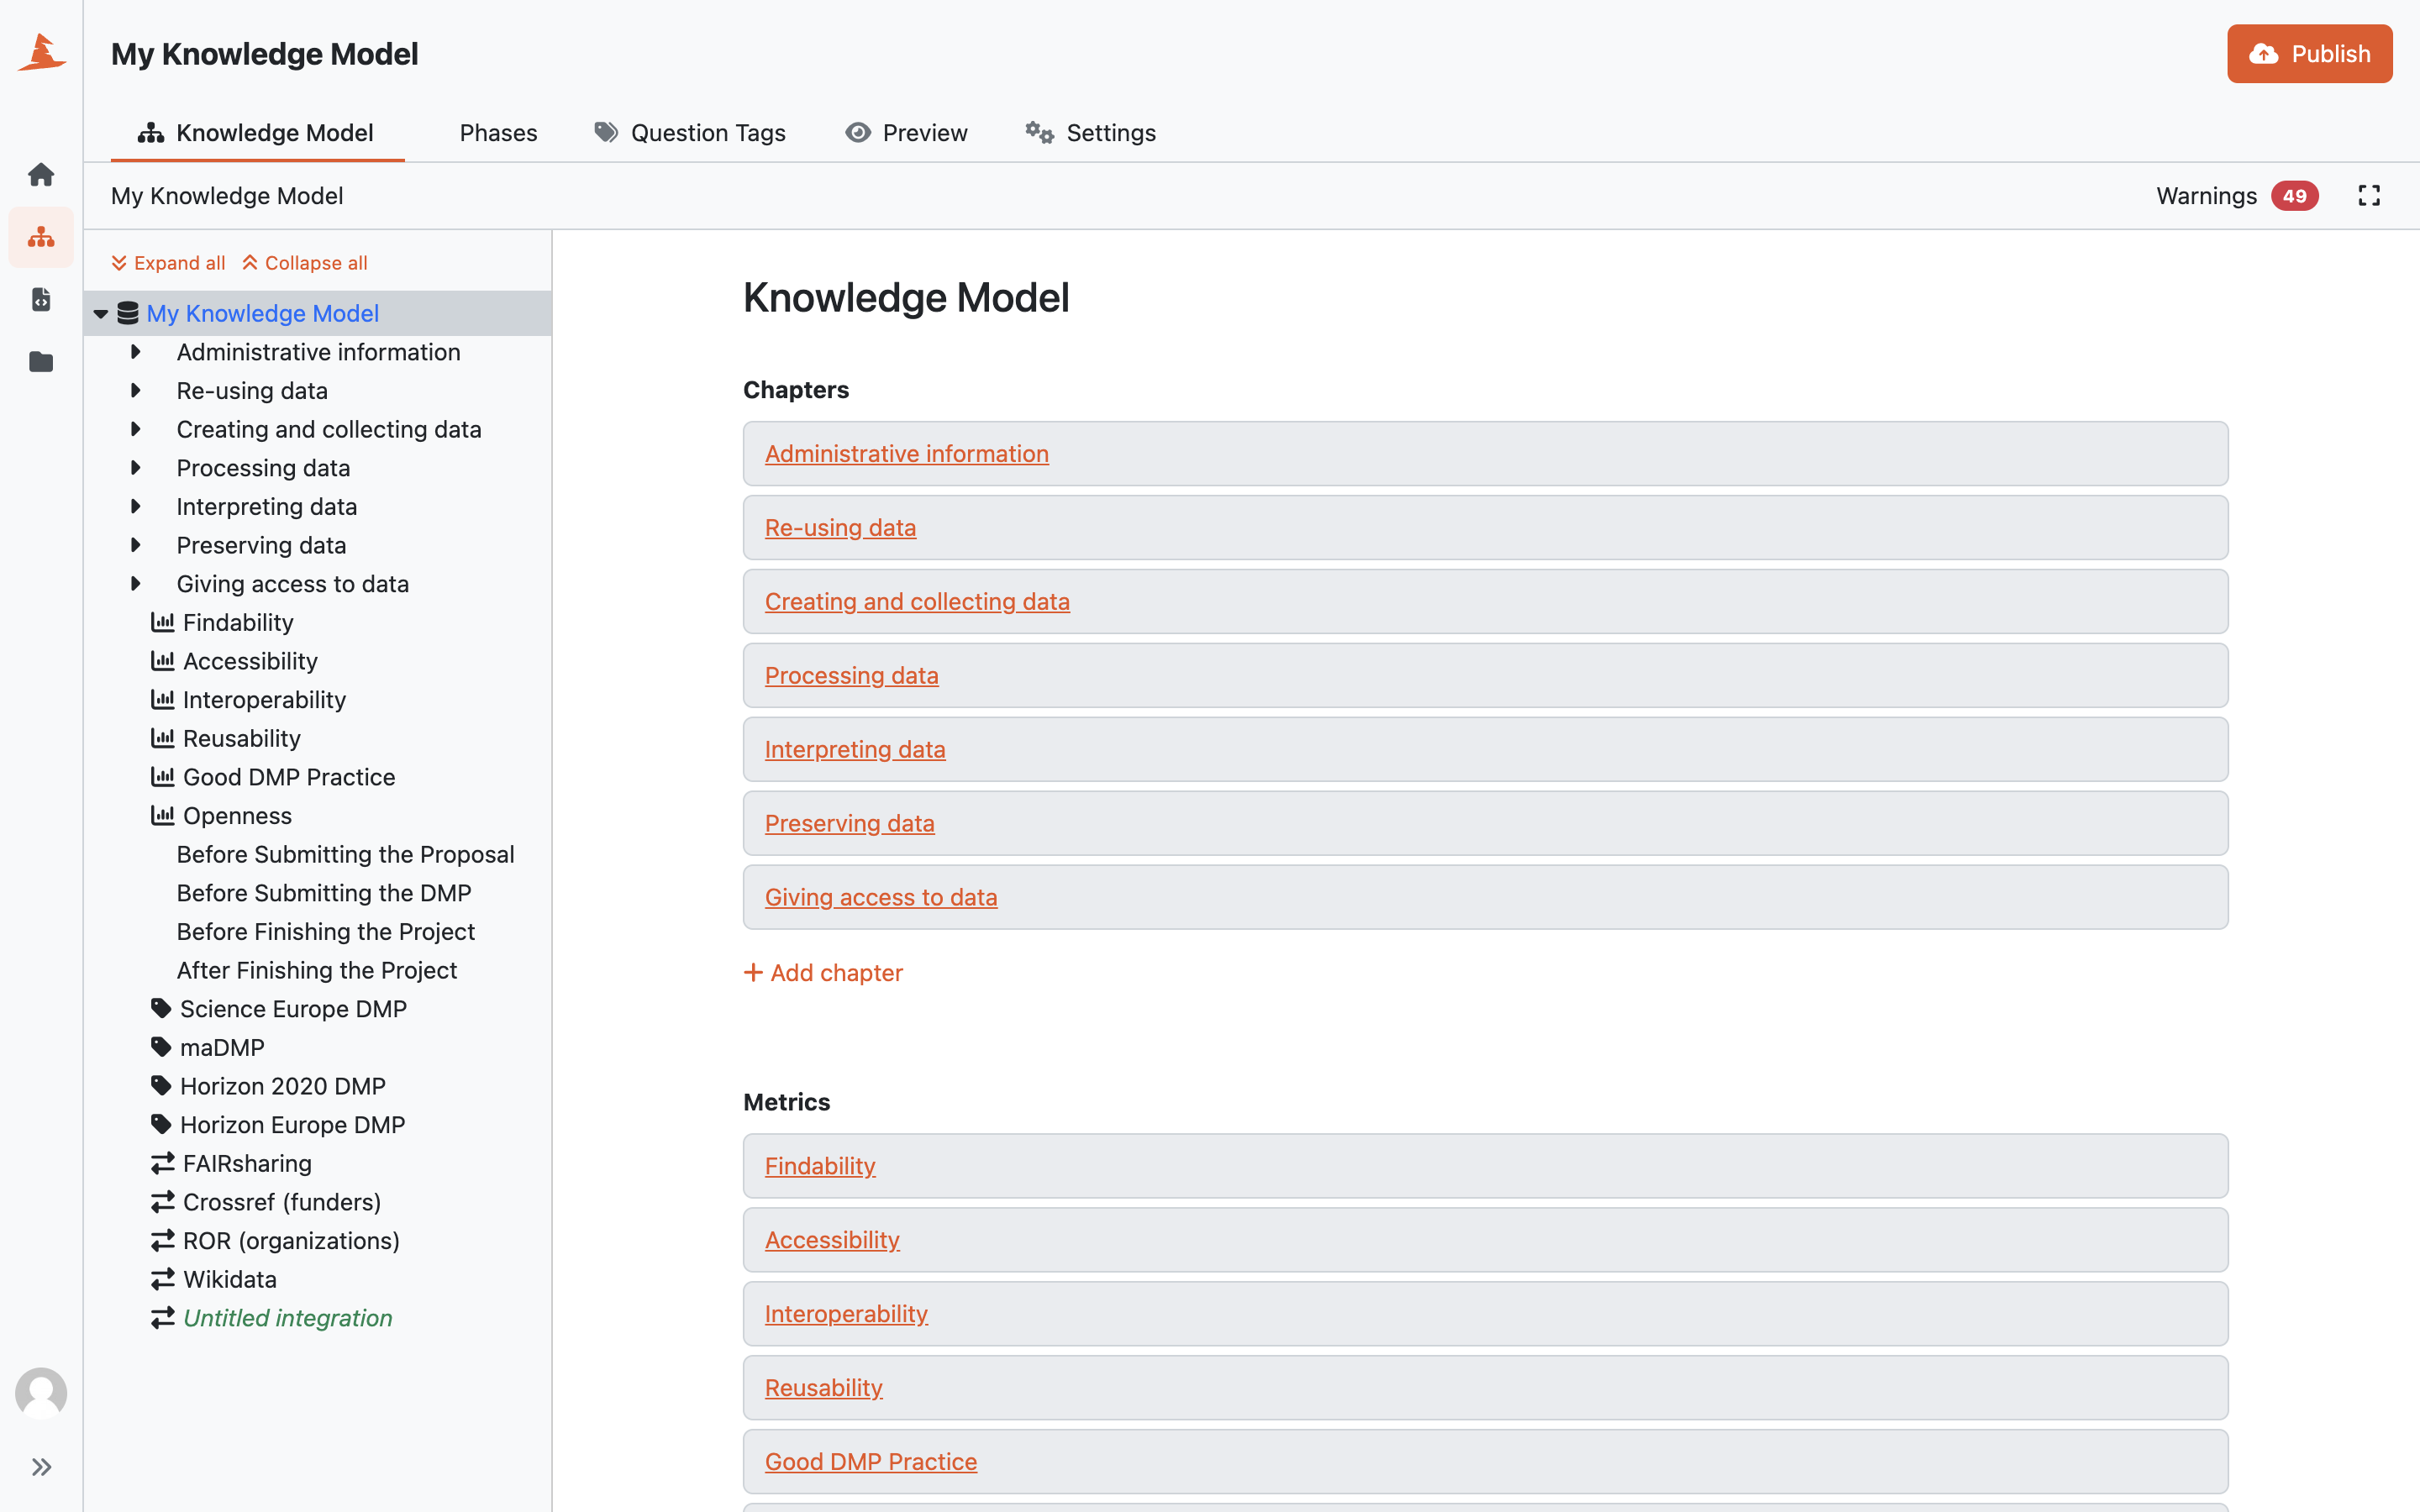 My Knowledge Model
Publish
Knowledge Model
Phases
Question Tags
Preview
Settings
My Knowledge Model
Warnings 49
Expand all Collapse all
My Knowledge Model
Administrative information
Re-using data
Creating and collecting data
Processing data
Interpreting data
Preserving data
Giving access to data
Findability
Accessibility
Interoperability
Reusability
Good DMP Practice
Openness
Before Submitting the Proposal
Before Submitting the DMP
Before Finishing the Project
After Finishing the Project
Science Europe DMP
maDMP
Horizon 2020 DMP
Horizon Europe DMP
FAIRsharing
Crossref (funders)
ROR (organizations)
Wikidata
Untitled integration
Knowledge Model
Chapters
Administrative information
Re-using data
Creating and collecting data
Processing data
Interpreting data
Preserving data
Giving access to data
+ Add chapter
Metrics
Findability
Accessibility
Interoperability
Reusability
Good DMP Practice